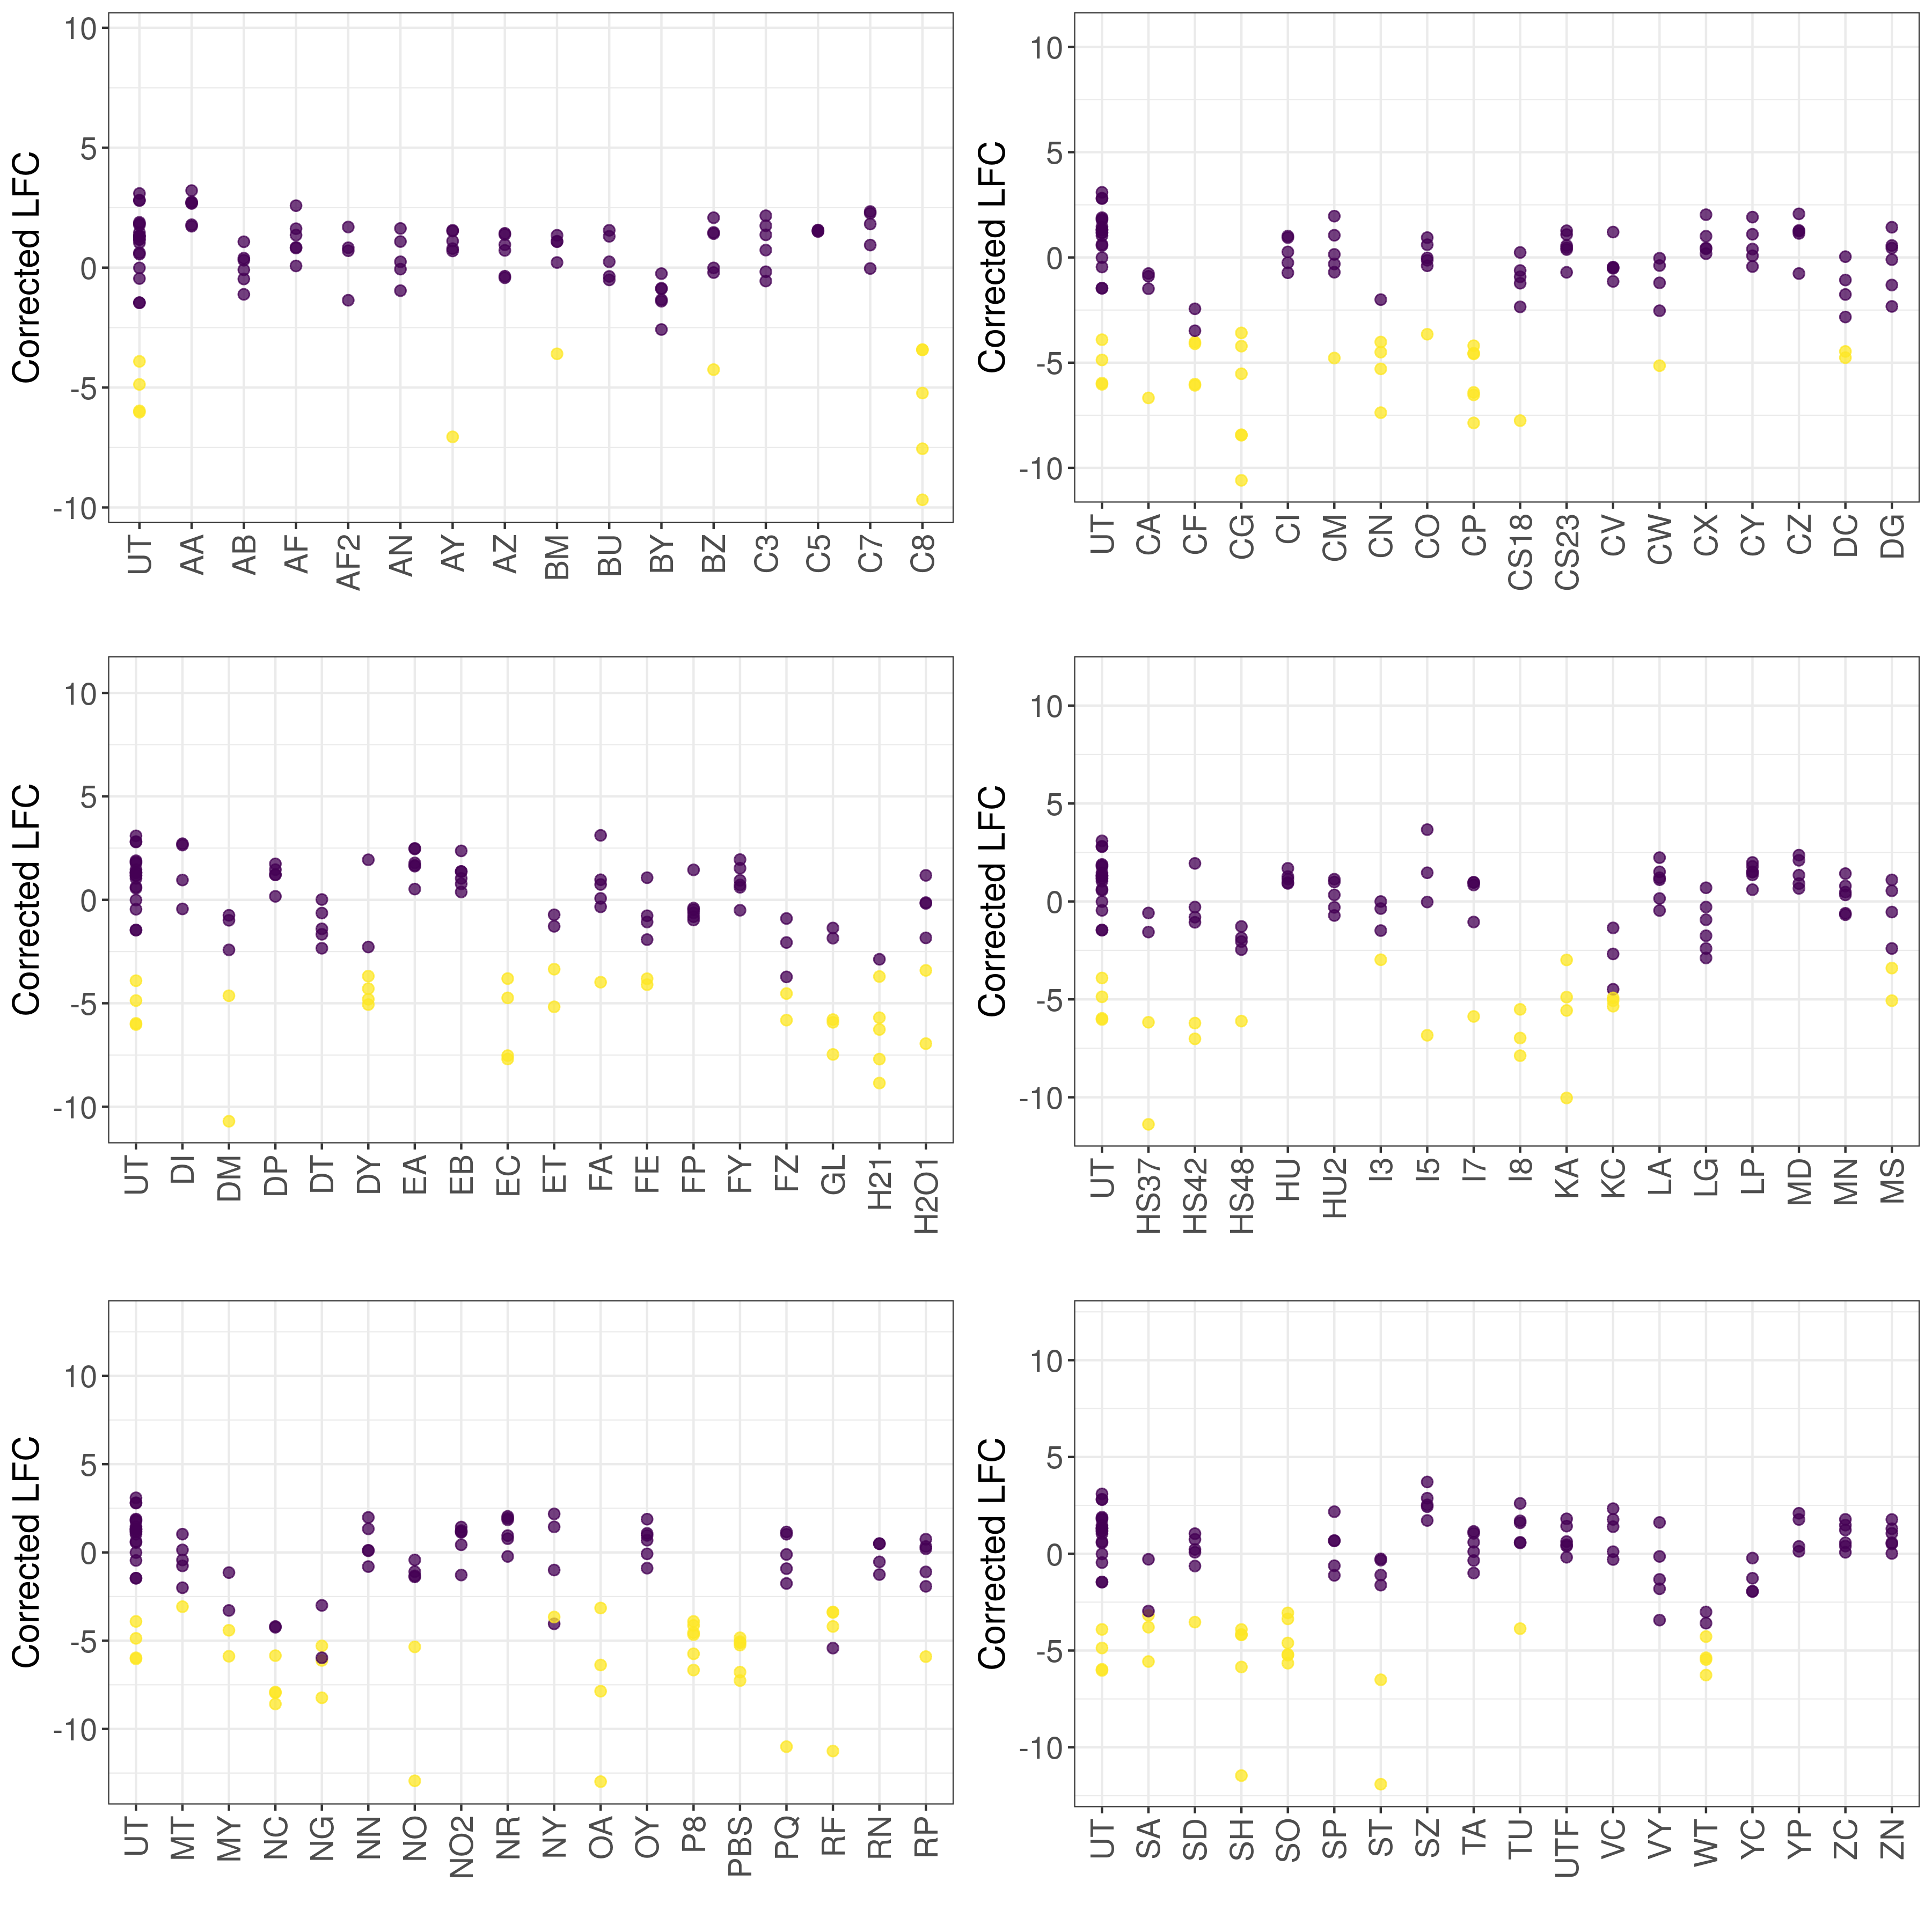 Corrected LFC
10
5
0
-5
-10
UT AA AB AF AF2 AN AY AZ BM BU BY BZ C3 C5 C7 C8
Corrected LFC
10
5
0
-5
-10
UT CA CF CG CI CM CN CO CP CS18 CS23 CV CW CX CY CZ DC DG
Corrected LFC
10
5
0
-5
-10
UT DI DM DP DT DY EA EB EC ET FA FE FP FY FZ GL H21 H2O1
Corrected LFC
10
5
0
-5
-10
UT HS37 HS42 HS48 HU HU2 I3 I5 I7 I8 KA KC LA LG LP MD MN MS
Corrected LFC
10
5
0
-5
-10
UT MT MY NC NG NN NO NO2 NR NY OA OY P8 PBS PQ RF RN RP
Corrected LFC
10
5
0
-5
-10
UT SA SD SH SO SP ST SZ TA TU UTF VC VY WT YC YP ZC ZN